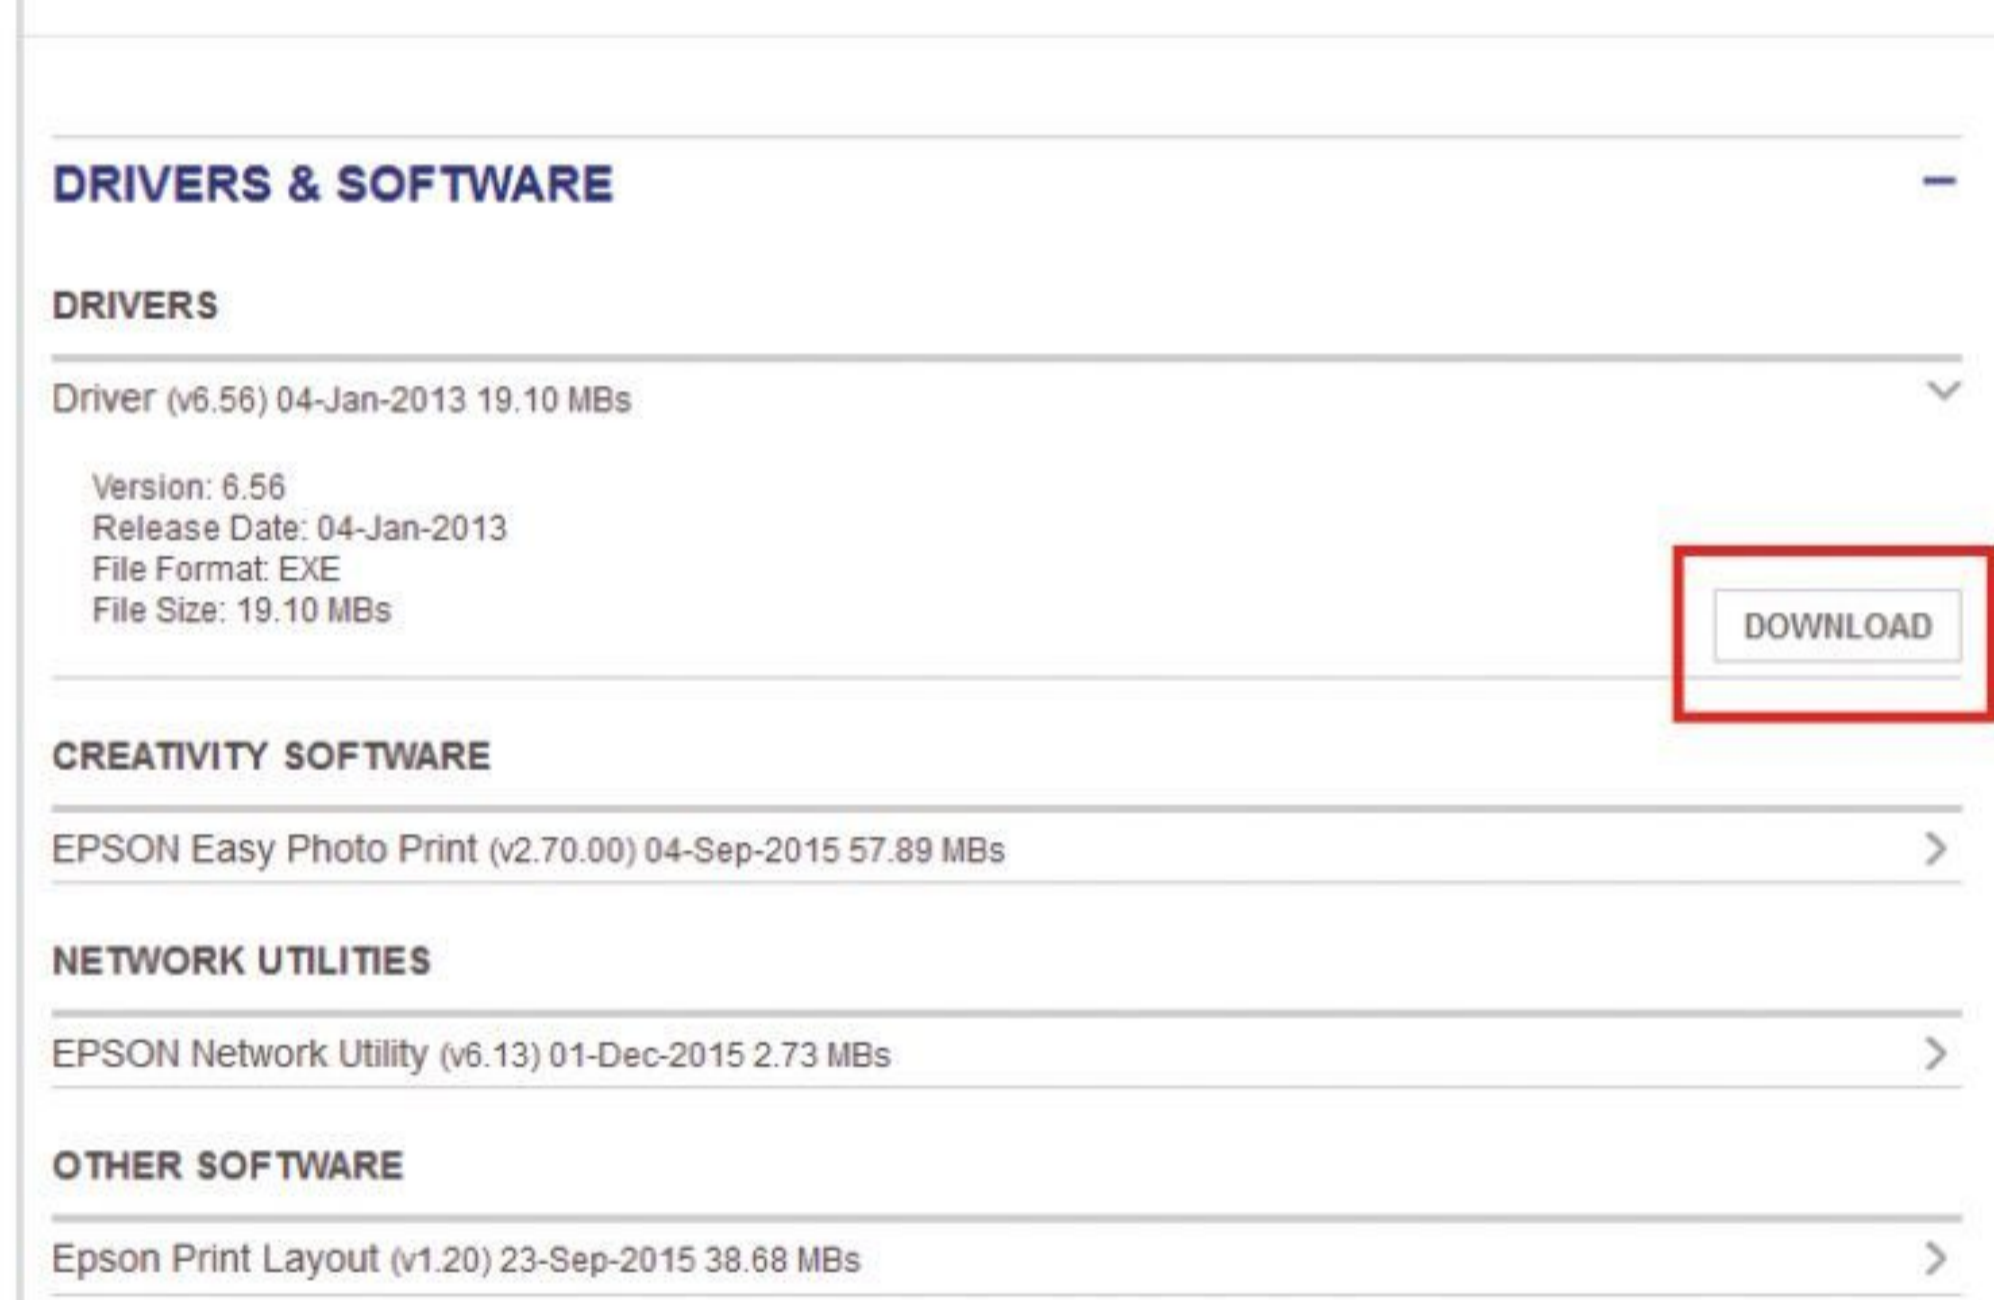 DRIVERS & SOFTWARE
DRIVERS
Driver (v6.56) 04-Jan-2013 19.10 MBs
Version: 6.56
Release Date: 04-Jan-2013
File Format: EXE
File Size: 19.10 MBs
DOWNLOAD
CREATIVITY SOFTWARE
EPSON Easy Photo Print (v2.70.00) 04-Sep-2015 57.89 MBs
NETWORK UTILITIES
EPSON Network Utility (v6.13) 01-Dec-2015 2.73 MBs
OTHER SOFTWARE
Epson Print Layout (v1.20) 23-Sep-2015 38.68 MBs